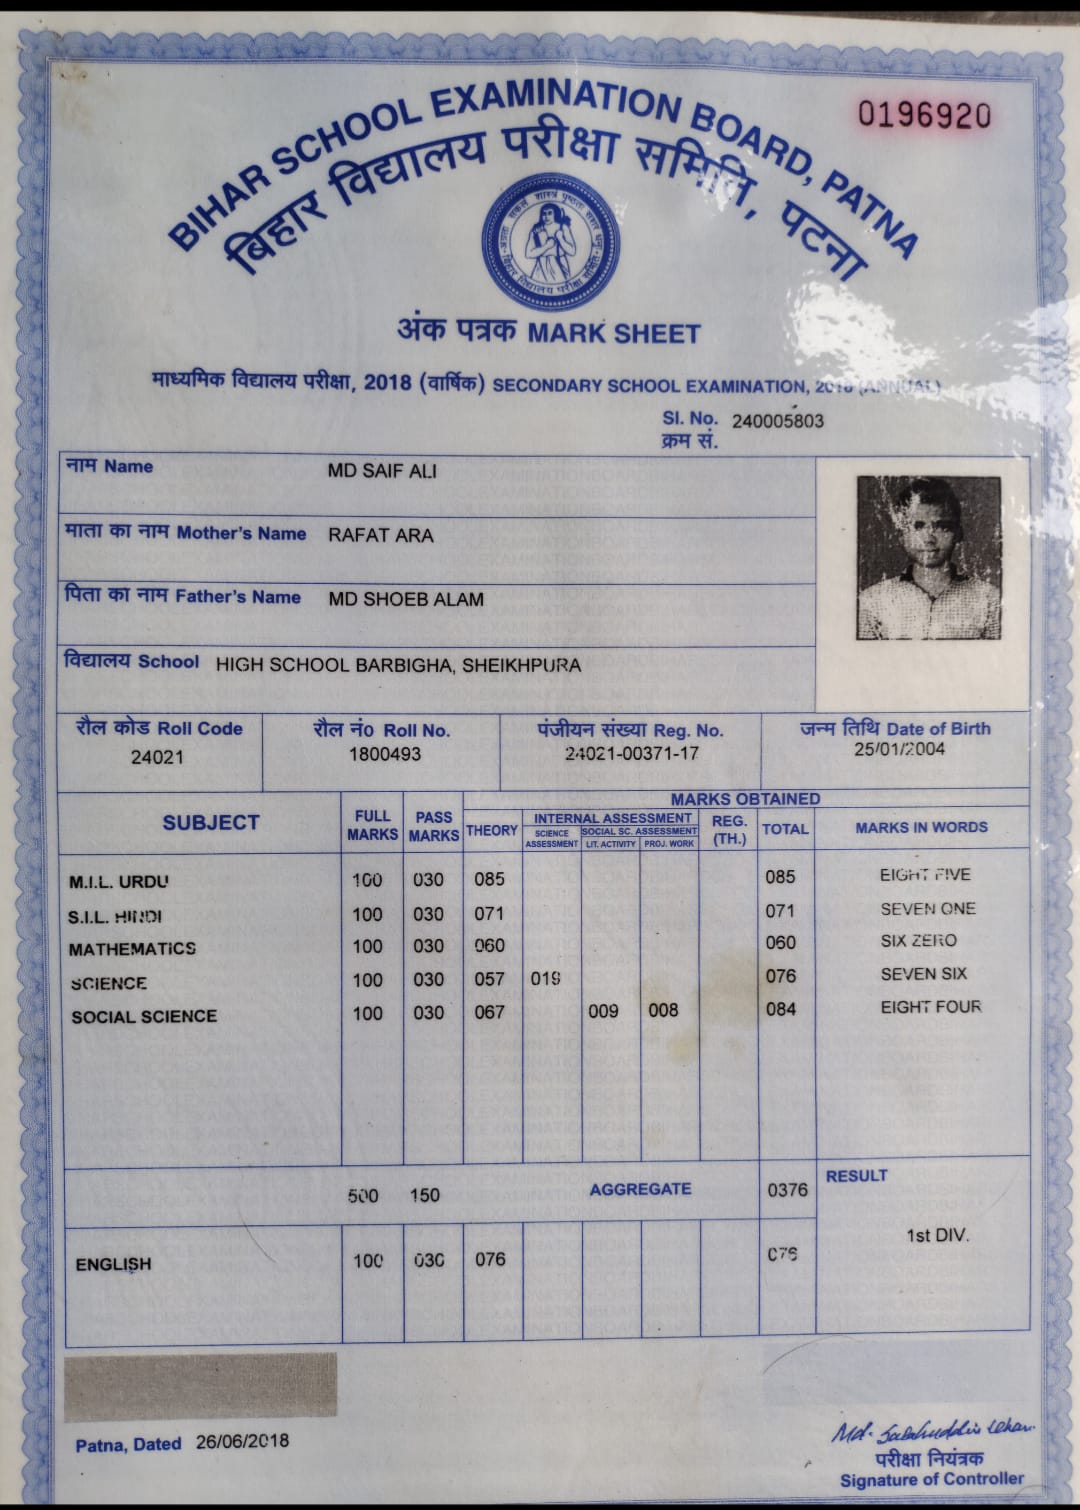 0196920
BIHAR SCHOOL EXAMINATION BOARD, PATNA
बिहार विद्यालय परीक्षा समिति, पटना
बिहार विद्यालय परीक्षा समिति
अंक पत्रक MARK SHEET
माध्यमिक विद्यालय परीक्षा, 2018 (वार्षिक) SECONDARY SCHOOL EXAMINATION, 2018 (ANNUAL)
Sl. No. 240005803
क्रम सं.
नाम Name MD SAIF ALI
माता का नाम Mother's Name RAFAT ARA
पिता का नाम Father's Name MD SHOEB ALAM
विद्यालय School HIGH SCHOOL BARBIGHA, SHEIKHPURA
रौल कोड Roll Code रौल नं० Roll No. पंजीयन संख्या Reg. No. जन्म तिथि Date of Birth
24021 1800493 24021-00371-17 25/01/2004
MARKS OBTAINED
SUBJECT FULL MARKS PASS MARKS THEORY INTERNAL ASSESSMENT REG. (TH.) TOTAL MARKS IN WORDS
SCIENCE ASSESSMENT SOCIAL SC. ASSESSMENT
LIT. ACTIVITY PROJ. WORK
M.I.L. URDU 100 030 085 085 EIGHT FIVE
S.I.L. HINDI 100 030 071 071 SEVEN ONE
MATHEMATICS 100 030 060 060 SIX ZERO
SCIENCE 100 030 057 019 076 SEVEN SIX
SOCIAL SCIENCE 100 030 067 009 008 084 EIGHT FOUR
500 150 AGGREGATE 0376 RESULT
1st DIV.
ENGLISH 100 030 076 076
Patna, Dated 26/06/2018
परीक्षा नियंत्रक
Signature of Controller